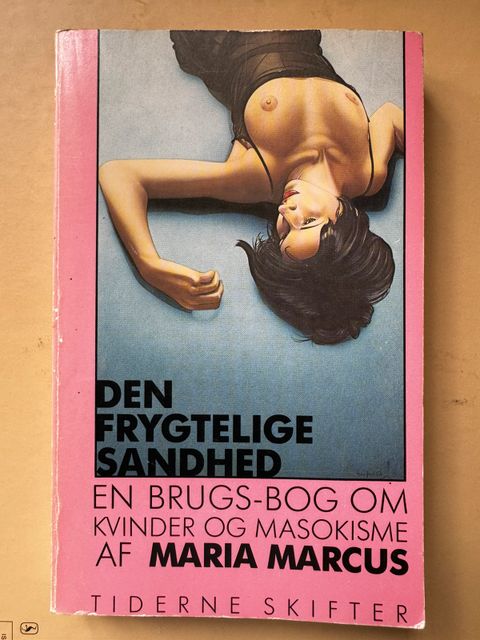 DEN
FRYGTELIGE
SANDHED
EN BRUGS-BOG OM
KVINDER OG MASOKISME
AF MARIA MARCUS
TIDERNE SKIFTER